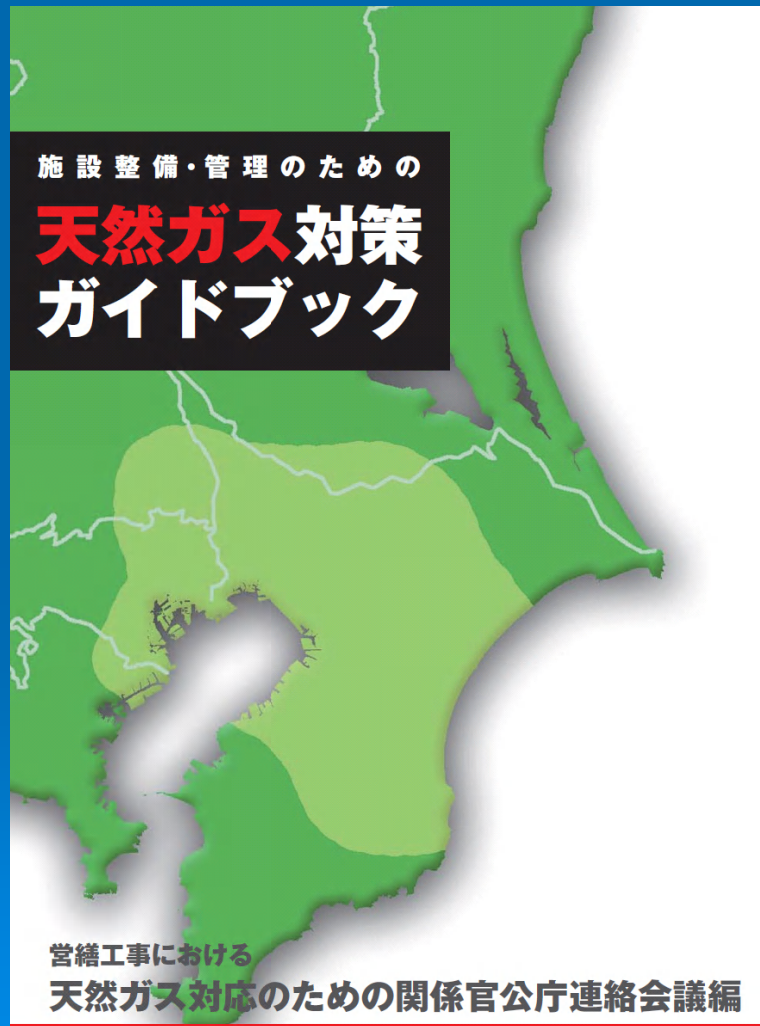 施設整備・管理のための
天然ガス対策
ガイドブック
営繕工事における
天然ガス対応のための関係官公庁連絡会議編